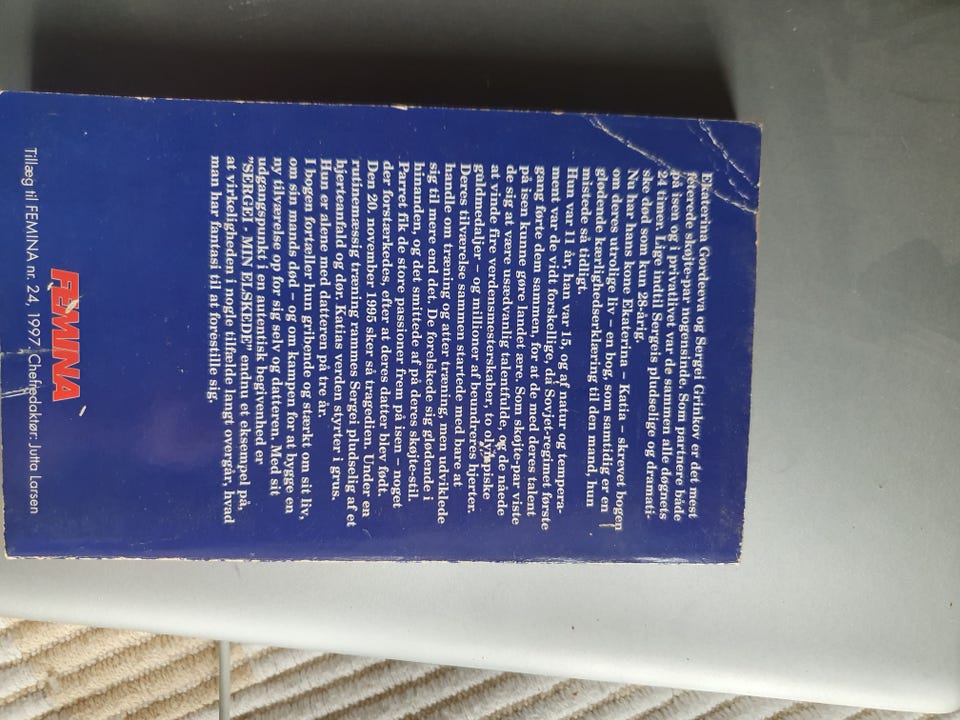 Ekaterina Gordeeva og Sergei Grinkov er det mest
feterede skøjte-par nogensinde. Som partnere både
på isen og i privatlivet var de sammen alle døgnets
24 timer. Lige indtil Sergeis pludselige og dramati-
ske død som kun 28-årig.
Nu har hans kone Ekaterina – Katia – skrevet bogen
om deres utrolige liv – en bog, som samtidig er en
glødende kærlighedserklæring til den mand, hun
mistede så tidligt.
Hun var 11 år, han var 15, og af natur og tempera-
ment var de vidt forskellige, da Sovjet-regimet første
gang førte dem sammen, for at de med deres talent
på isen kunne gøre landet ære. Som skøjte-par viste
de sig at være usædvanlig talentfulde, og de nåede
at vinde fire verdensmesterskaber, to olympiske
guldmedaljer – og millioner af beundreres hjerter.
Deres tilværelse sammen startede med bare at
handle om træning og atter træning, men udviklede
sig til mere end det. De forelskede sig glødende i
hinanden, og det smittede af på deres skøjte-stil.
Parret fik de store passioner frem på isen – noget
der forstærkedes, efter at deres datter blev født.
Den 20. november 1995 sker så tragedien. Under en
rutinemæssig træning rammes Sergei pludselig af et
hjerteanfald og dør. Katias verden styrter i grus.
Hun er alene med datteren på tre år.
I bogen fortæller hun gribende og stærkt om sit liv,
om sin mands død – og om kampen for at bygge en
ny tilværelse op for sig selv og datteren. Med sit
udgangspunkt i en autentisk begivenhed er
"SERGEI - MIN ELSKEDE" endnu et eksempel på,
at virkeligheden i nogle tilfælde langt overgår, hvad
man har fantasi til at forestille sig.
FEMINA
Tillæg til FEMINA nr. 24, 1997. Chefredaktør: Jutta Larsen